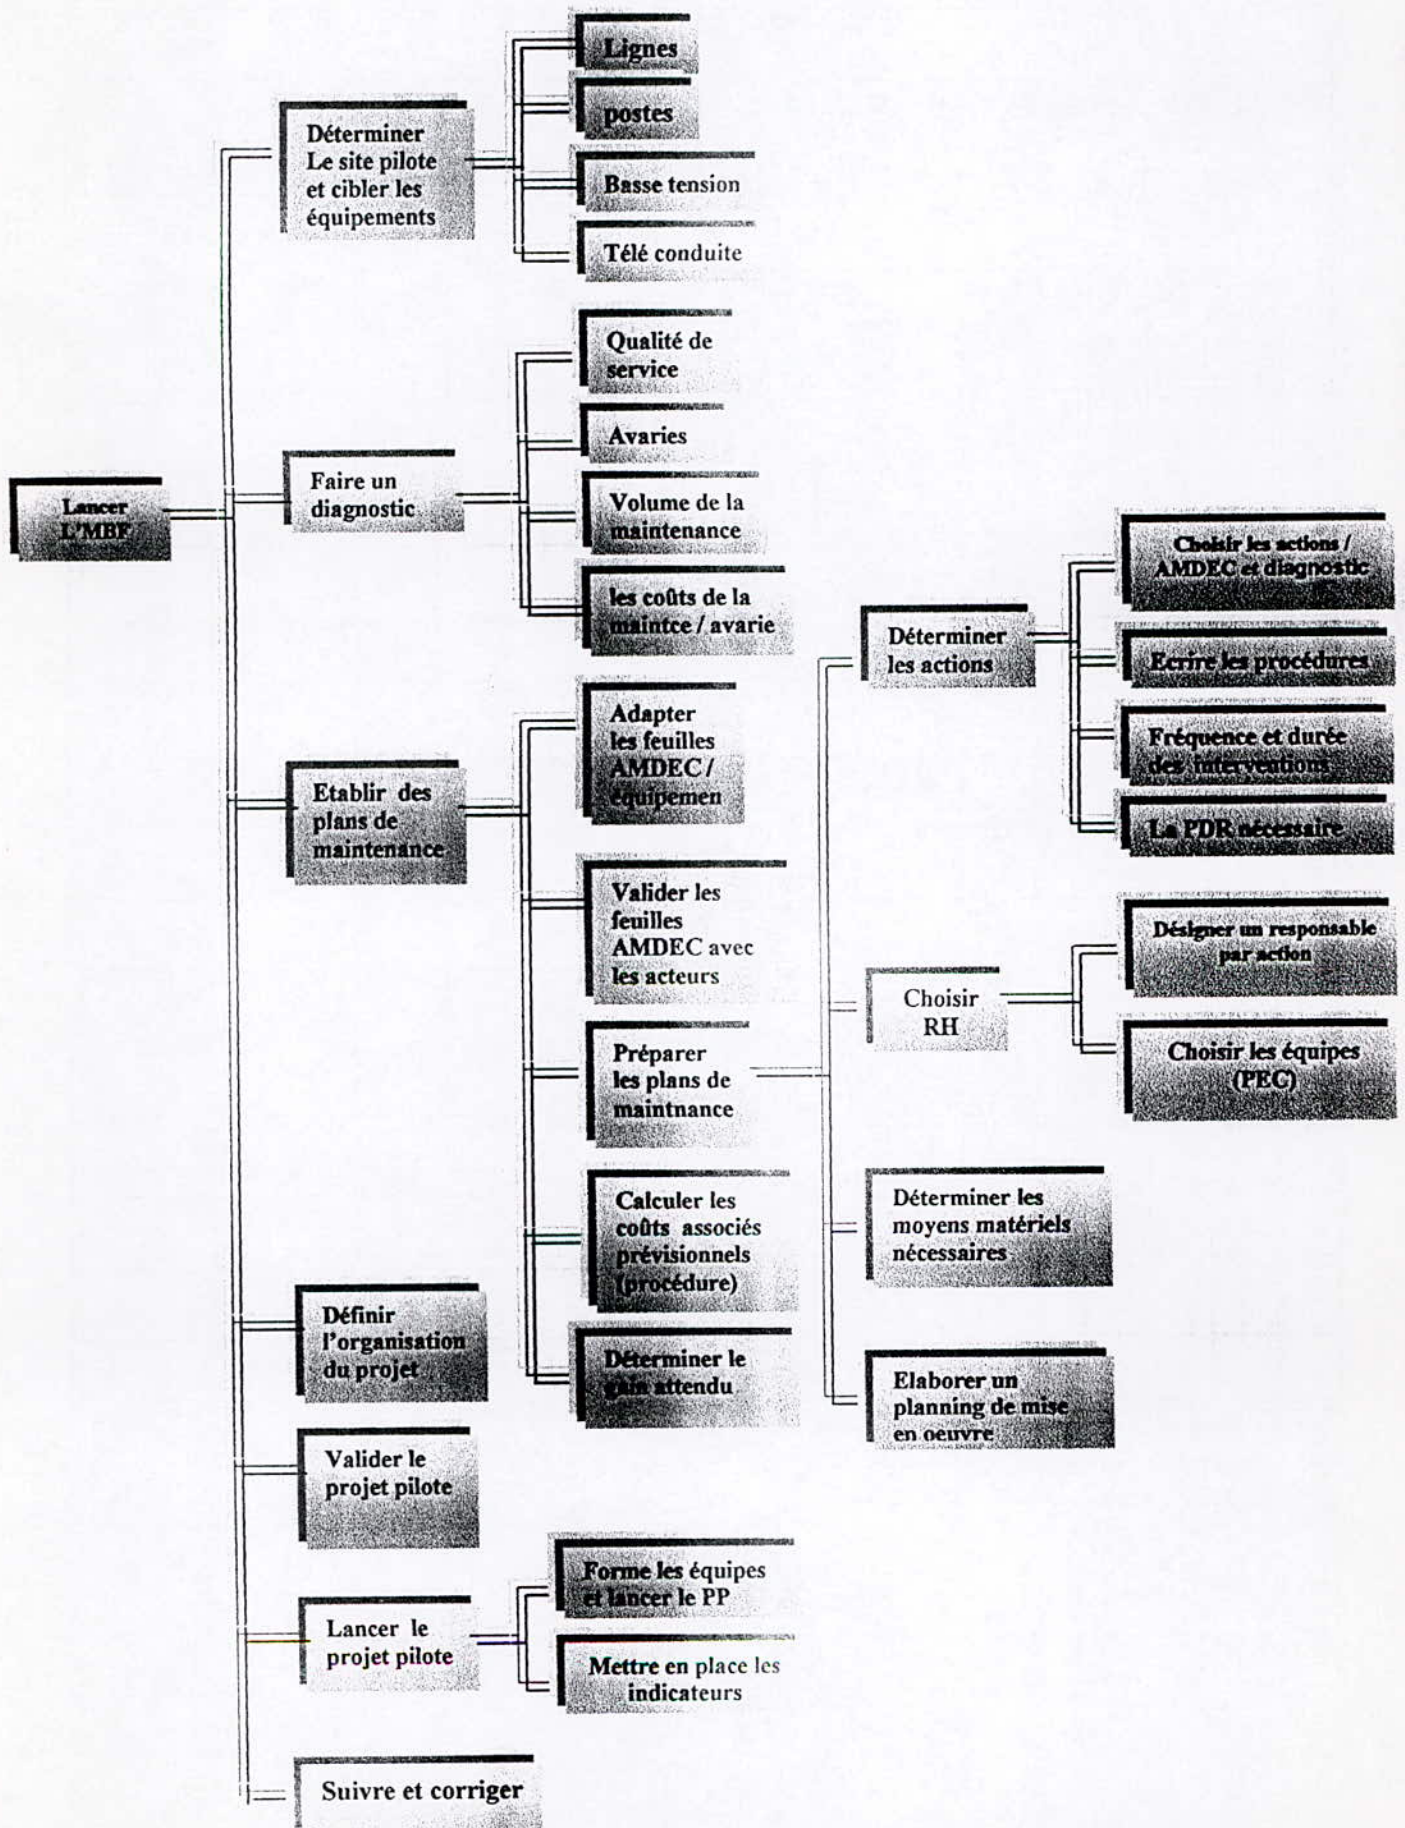 Lancer
L'MBF
Déterminer
Le site pilote
et cibler les
équipements
Lignes
postes
Basse tension
Télé conduite
Faire un
diagnostic
Qualité de
service
Avaries
Volume de la
maintenance
les coûts de la
maintce / avarie
Etablir des
plans de
maintenance
Adapter
les feuilles
AMDEC /
équipemen
Valider les
feuilles
AMDEC avec
les acteurs
Préparer
les plans de
maintnance
Déterminer
les actions
Choisir les actions /
AMDEC et diagnostic
Ecrire les procédures
Fréquence et durée
des interventions
La PDR nécessaire
Choisir
RH
Désigner un responsable
par action
Choisir les équipes
(PEC)
Déterminer les
moyens matériels
nécessaires
Elaborer un
planning de mise
en oeuvre
Calculer les
coûts associés
prévisionnels
(procédure)
Déterminer le
gain attendu
Définir
l'organisation
du projet
Valider le
projet pilote
Lancer le
projet pilote
Forme les équipes
et lancer le PP
Mettre en place les
indicateurs
Suivre et corriger